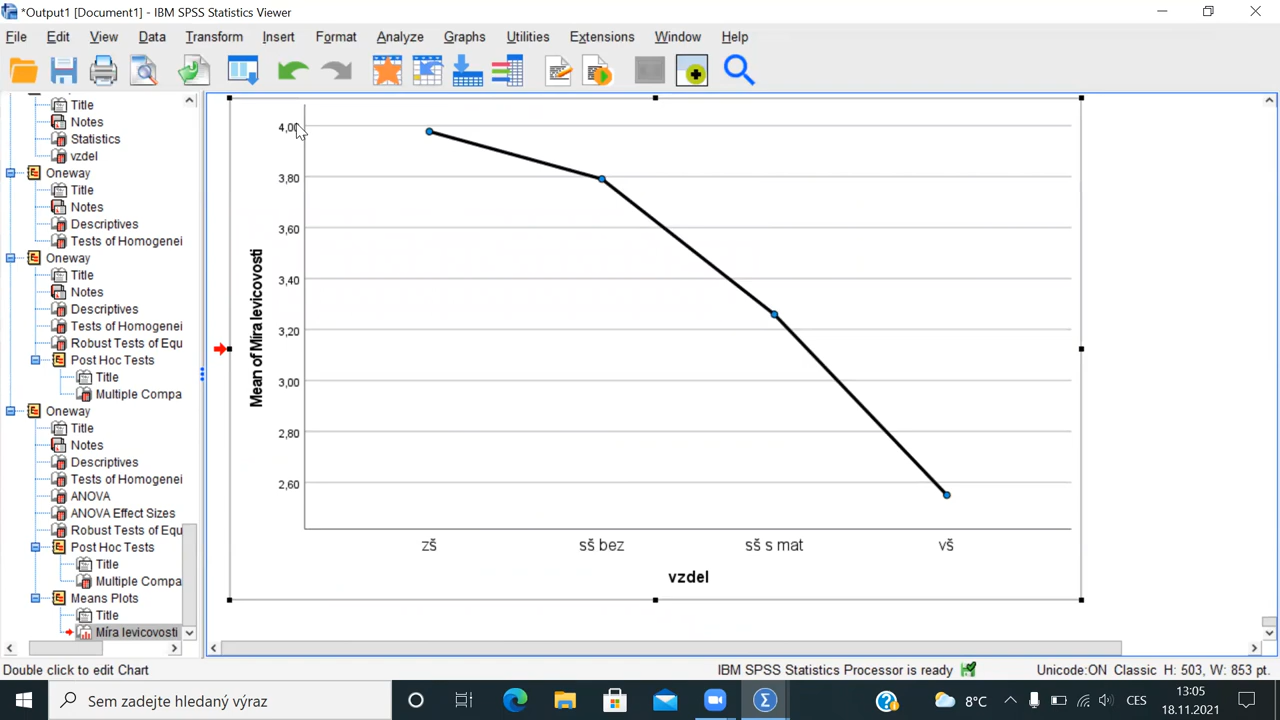 *Output1 [Document1] - IBM SPSS Statistics Viewer
File Edit View Data Transform Insert Format Analyze Graphs Utilities Extensions Window Help
Title
Notes
Statistics
vzdel
Oneway
Title
Notes
Descriptives
Tests of Homogenei
Oneway
Title
Notes
Descriptives
Tests of Homogenei
Robust Tests of Equ
Post Hoc Tests
Title
Multiple Compa
Oneway
Title
Notes
Descriptives
Tests of Homogenei
ANOVA
ANOVA Effect Sizes
Robust Tests of Equ
Post Hoc Tests
Title
Multiple Compa
Means Plots
Title
Míra levicovosti
Mean of Míra levicovosti
4,00
3,80
3,60
3,40
3,20
3,00
2,80
2,60
zš sš bez sš s mat vš
vzdel
Double click to edit Chart IBM SPSS Statistics Processor is ready Unicode:ON Classic H: 503, W: 853 pt.
Sem zadejte hledaný výraz 8°C CES 13:05
18.11.2021